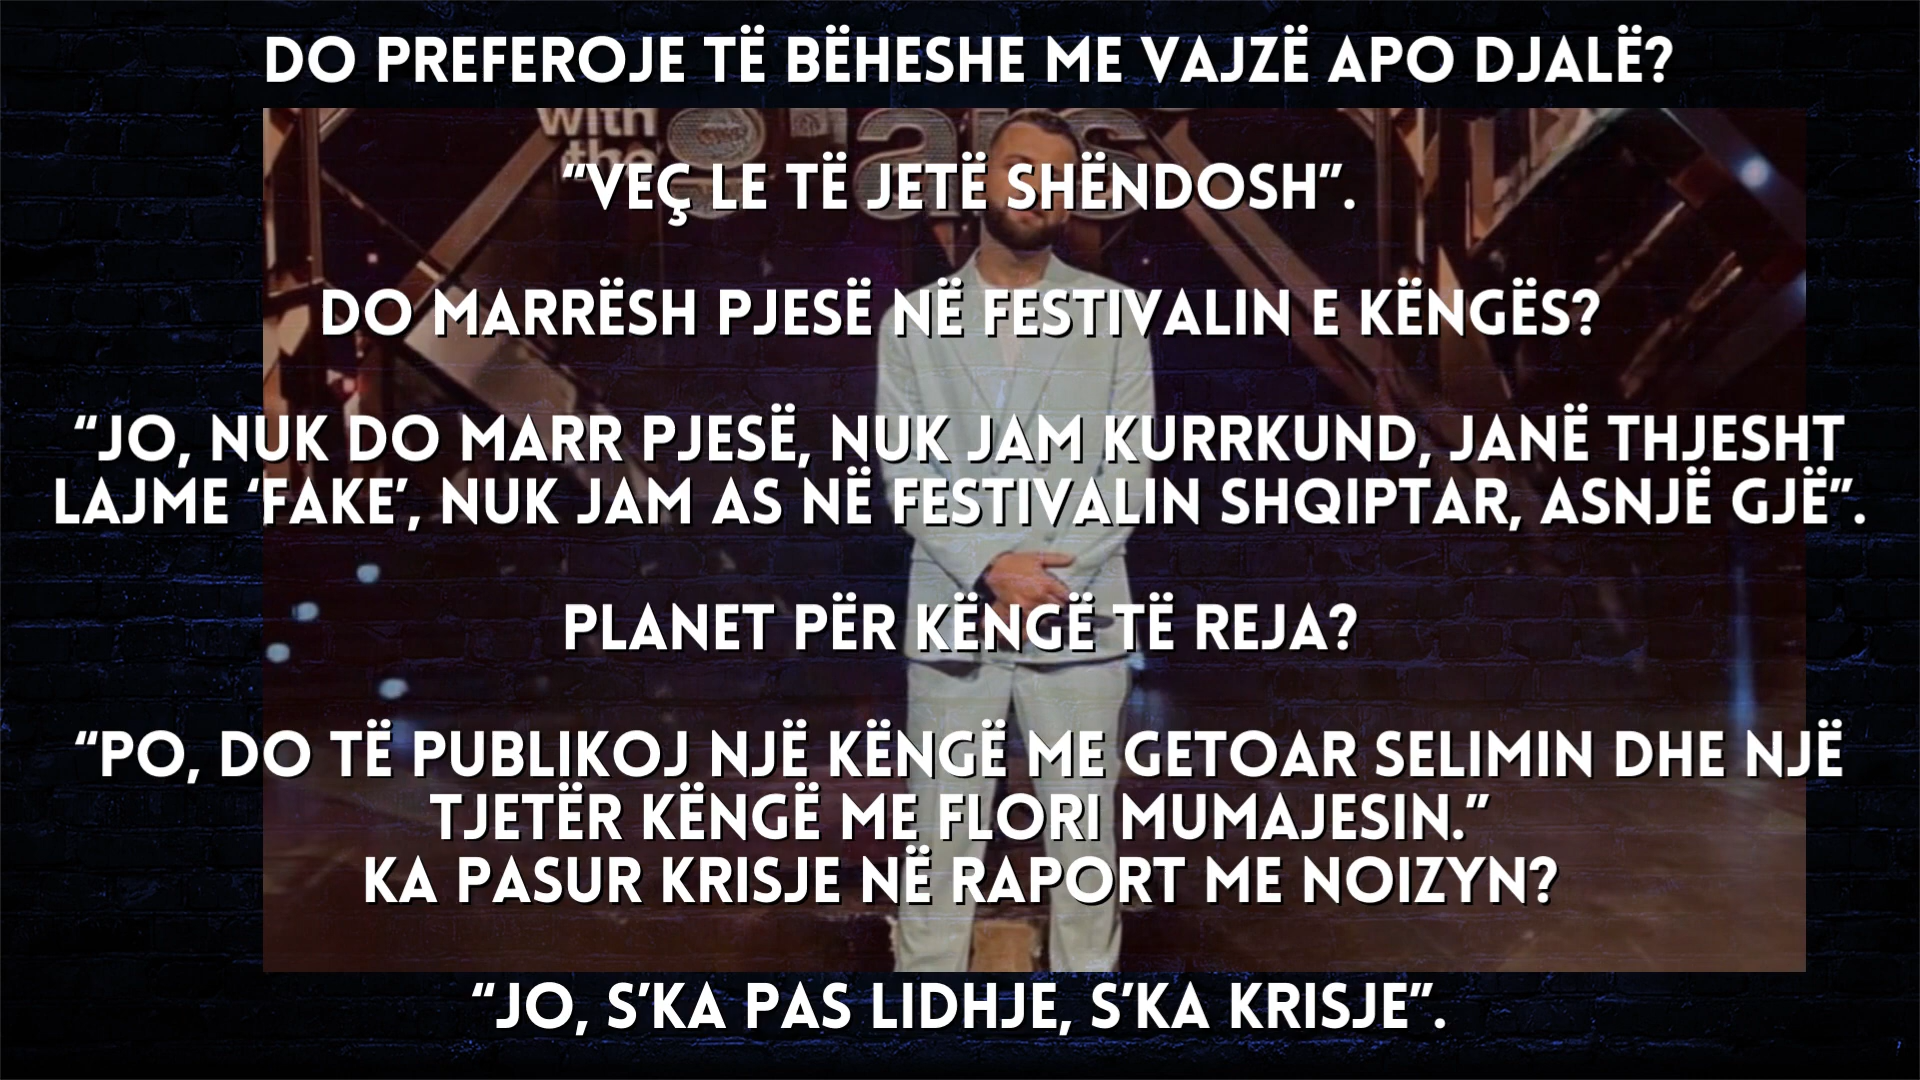 DO PREFEROJE TË BËHESHE ME VAJZË APO DJALË?
with
the
stars
“VEÇ LE TË JETË SHËNDOSH”.
DO MARRËSH PJESË NË FESTIVALIN E KËNGËS?
“JO, NUK DO MARR PJESË, NUK JAM KURRKUND, JANË THJESHT
LAJME ‘FAKE’, NUK JAM AS NË FESTIVALIN SHQIPTAR, ASNJË GJË”.
PLANET PËR KËNGË TË REJA?
“PO, DO TË PUBLIKOJ NJË KËNGË ME GETOAR SELIMIN DHE NJË
TJETËR KËNGË ME FLORI MUMAJESIN.”
KA PASUR KRISJE NË RAPORT ME NOIZYN?
“JO, S’KA PAS LIDHJE, S’KA KRISJE”.